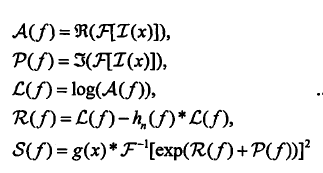 𝒜(f) = ℜ(ℱ[ℐ(x)]),
𝒫(f) = ℑ(ℱ[ℐ(x)]),
ℒ(f) = log(𝒜(f)),
ℛ(f) = ℒ(f) − hₙ(f) * ℒ(f),
𝒮(f) = g(x) * ℱ⁻¹[exp(ℛ(f) + 𝒫(f))]²